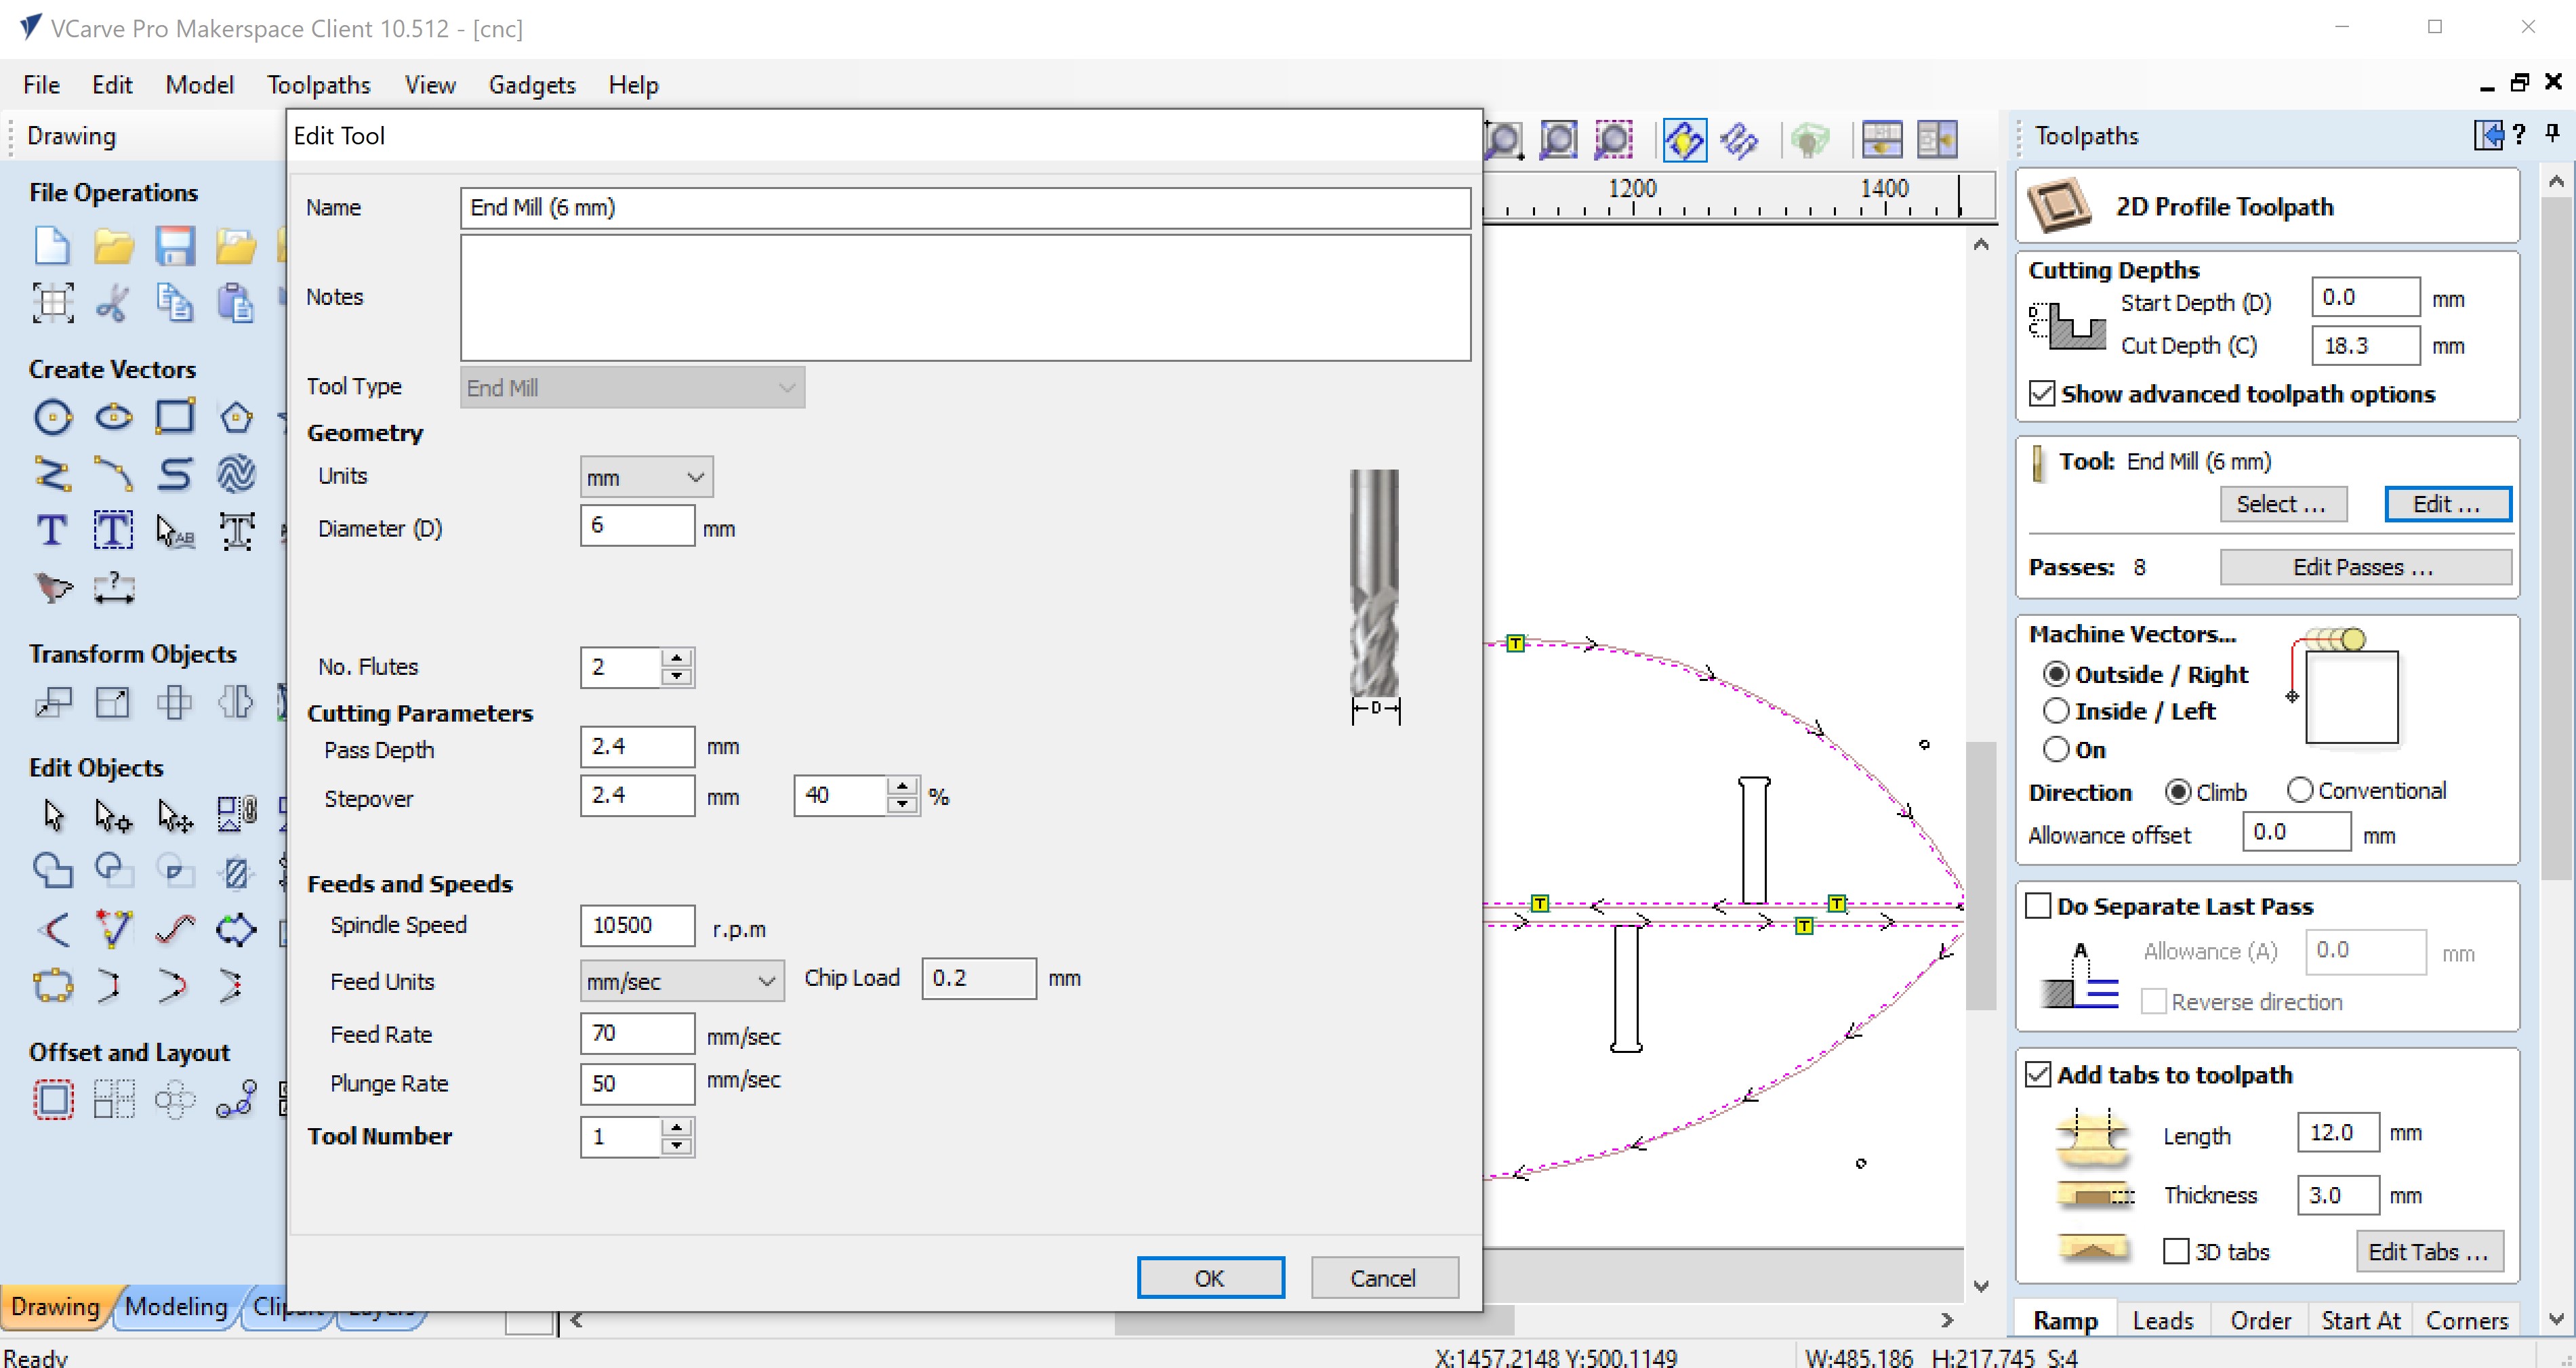 VCarve Pro Makerspace Client 10.512 - [cnc]
File Edit Model Toolpaths View Gadgets Help
Drawing
File Operations
Create Vectors
Transform Objects
Edit Objects
Offset and Layout
Drawing Modeling
Ready
Edit Tool
Name End Mill (6 mm)
Notes
Tool Type End Mill
Geometry
Units mm
Diameter (D) 6 mm
No. Flutes 2
D
Cutting Parameters
Pass Depth 2.4 mm
Stepover 2.4 mm 40 %
Feeds and Speeds
Spindle Speed 10500 r.p.m
Feed Units mm/sec Chip Load 0.2 mm
Feed Rate 70 mm/sec
Plunge Rate 50 mm/sec
Tool Number 1
OK Cancel
1200 1400
T
T T
T
X:1457.2148 Y:500.1149 W:485.186 H:217.745 S:4
Toolpaths
2D Profile Toolpath
Cutting Depths
Start Depth (D) 0.0 mm
D
C
Cut Depth (C) 18.3 mm
Show advanced toolpath options
Tool: End Mill (6 mm)
Select ... Edit ...
Passes: 8 Edit Passes ...
Machine Vectors...
Outside / Right
Inside / Left
On
Direction Climb Conventional
Allowance offset 0.0 mm
Do Separate Last Pass
A Allowance (A) 0.0 mm
Reverse direction
Add tabs to toolpath
Length 12.0 mm
Thickness 3.0 mm
3D tabs Edit Tabs ...
Ramp Leads Order Start At Corners